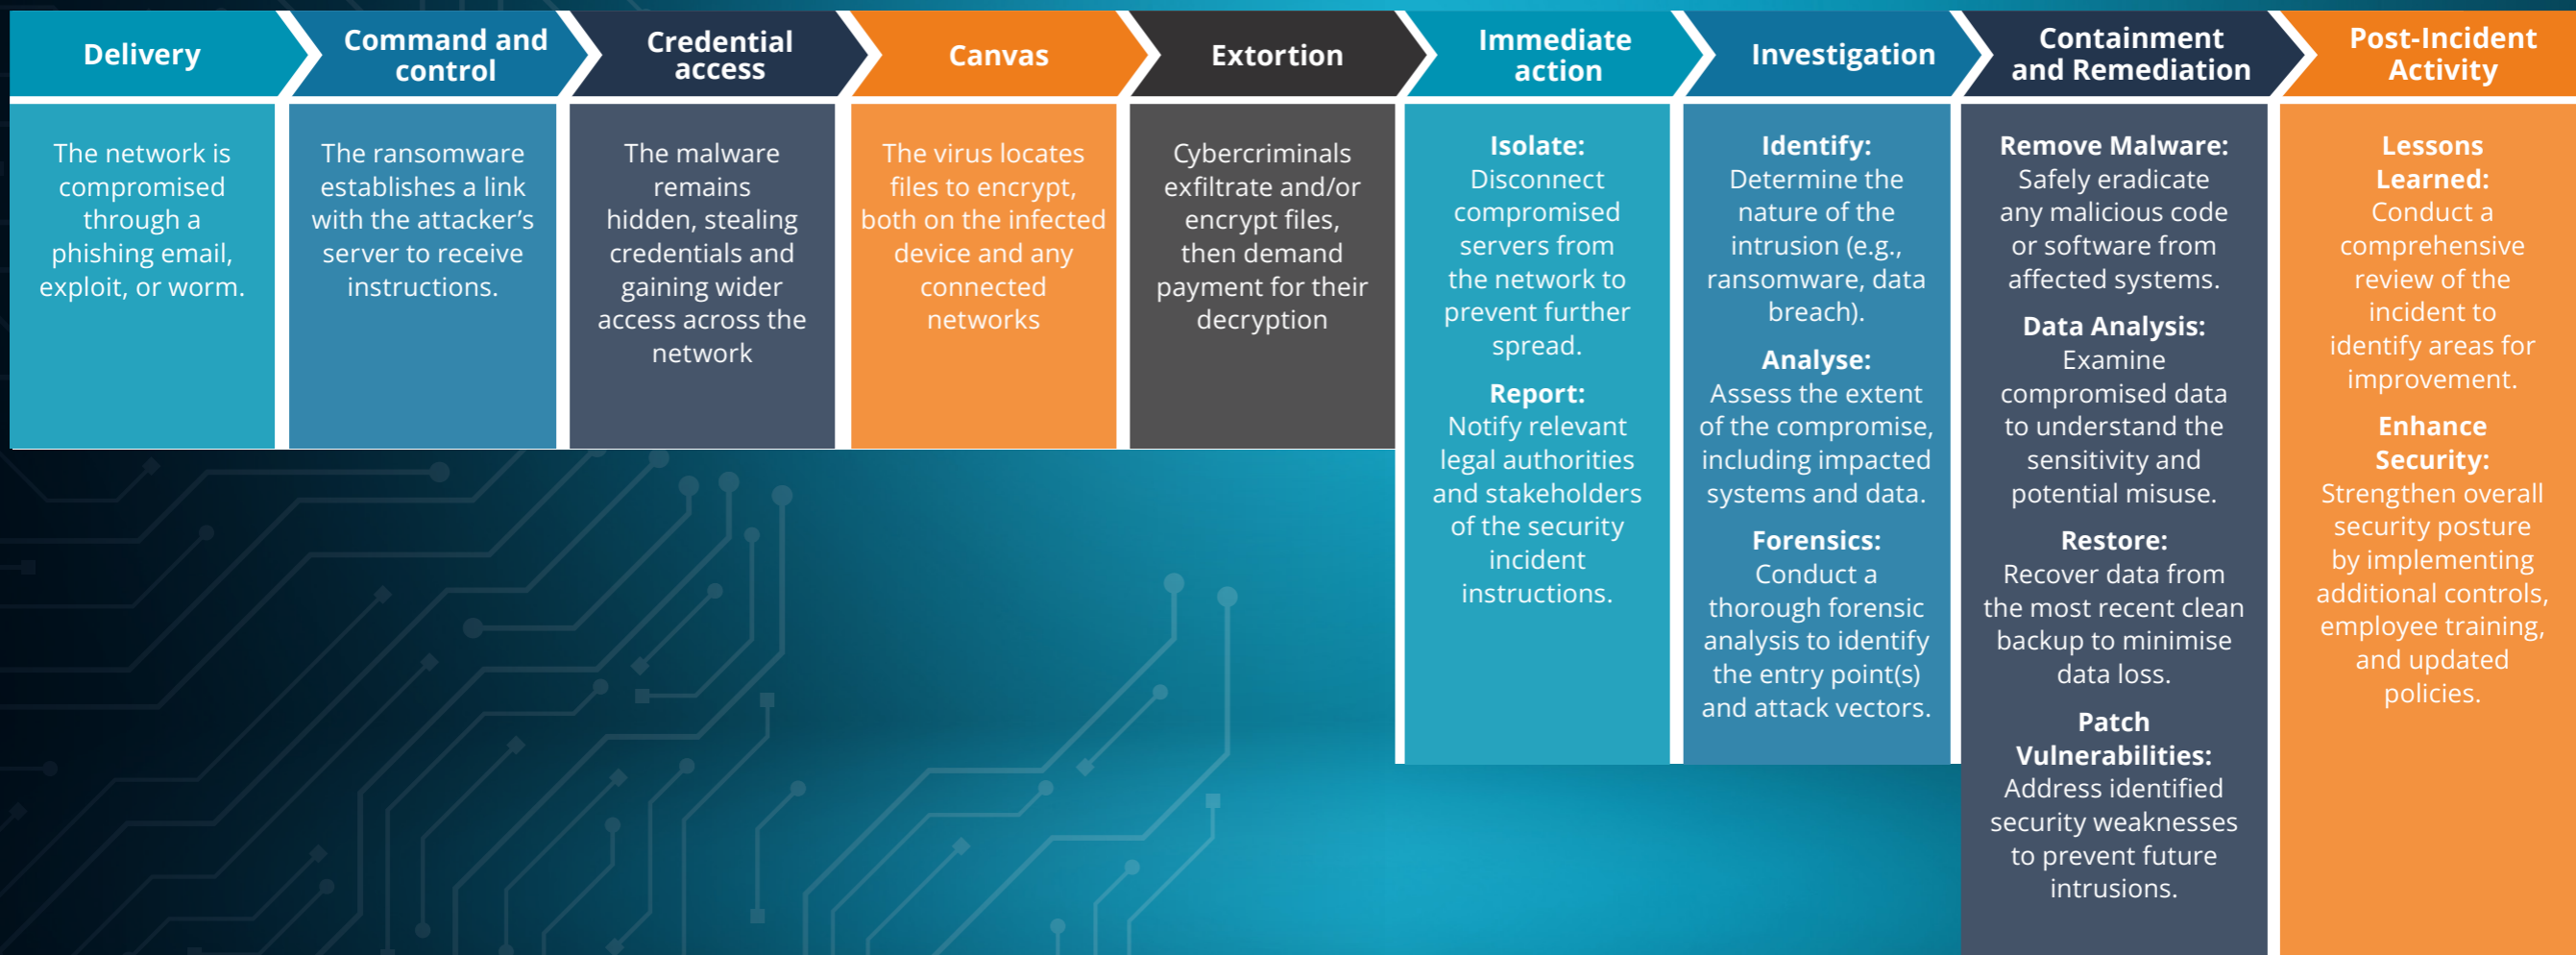 Delivery
The network is
compromised
through a
phishing email,
exploit, or worm.
Command and
control
The ransomware
establishes a link
with the attacker’s
server to receive
instructions.
Credential
access
The malware
remains
hidden, stealing
credentials and
gaining wider
access across the
network
Canvas
The virus locates
files to encrypt,
both on the infected
device and any
connected
networks
Extortion
Cybercriminals
exfiltrate and/or
encrypt files,
then demand
payment for their
decryption
Immediate
action
Isolate:
Disconnect
compromised
servers from
the network to
prevent further
spread.
Report:
Notify relevant
legal authorities
and stakeholders
of the security
incident
instructions.
Investigation
Identify:
Determine the
nature of the
intrusion (e.g.,
ransomware, data
breach).
Analyse:
Assess the extent
of the compromise,
including impacted
systems and data.
Forensics:
Conduct a
thorough forensic
analysis to identify
the entry point(s)
and attack vectors.
Containment
and Remediation
Remove Malware:
Safely eradicate
any malicious code
or software from
affected systems.
Data Analysis:
Examine
compromised data
to understand the
sensitivity and
potential misuse.
Restore:
Recover data from
the most recent clean
backup to minimise
data loss.
Patch
Vulnerabilities:
Address identified
security weaknesses
to prevent future
intrusions.
Post-Incident
Activity
Lessons
Learned:
Conduct a
comprehensive
review of the
incident to
identify areas for
improvement.
Enhance
Security:
Strengthen overall
security posture
by implementing
additional controls,
employee training,
and updated
policies.